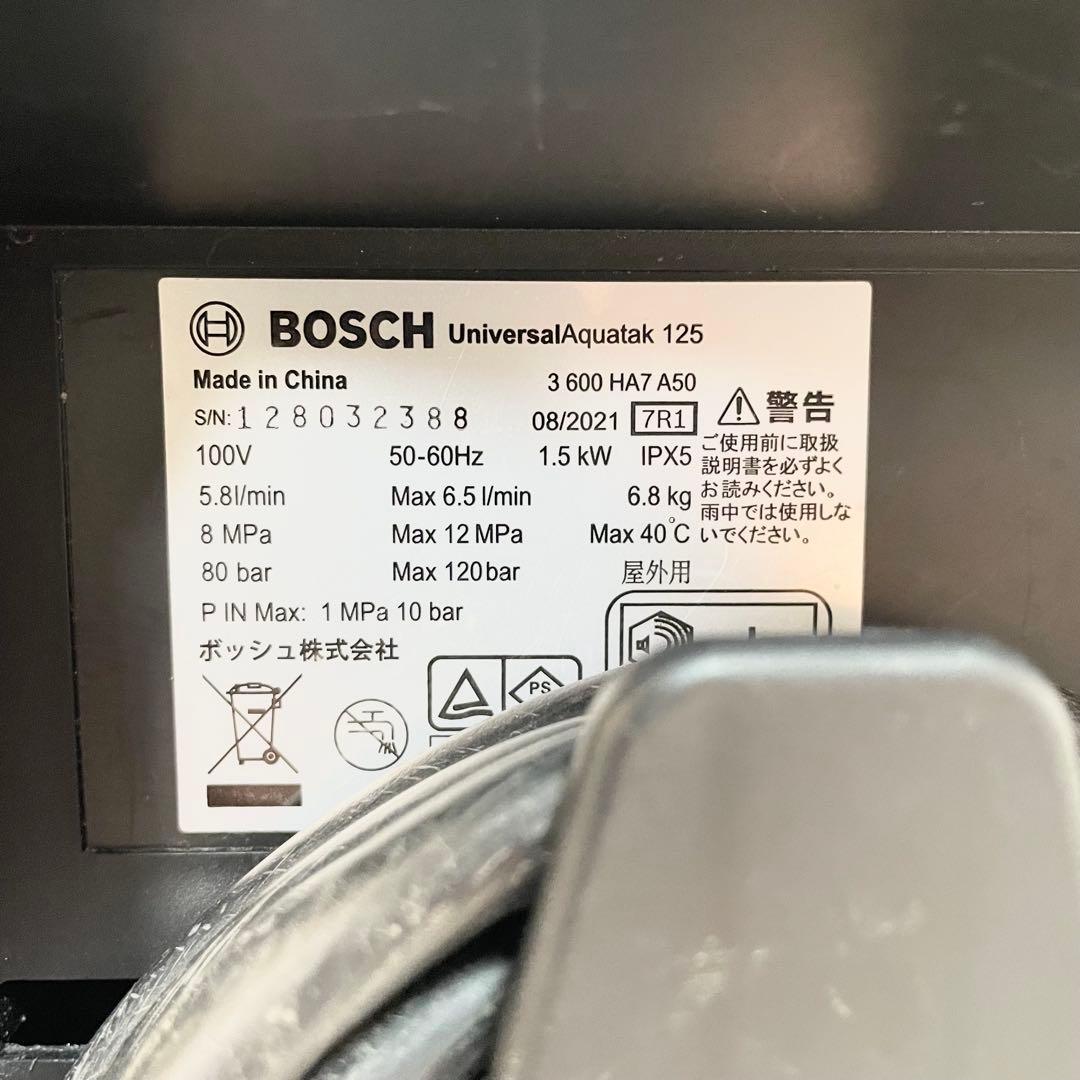 BOSCH UniversalAquatak 125
Made in China 3 600 HA7 A50
S/N: 128032388 08/2021 7R1
100V 50-60Hz 1.5 kW IPX5
5.8l/min Max 6.5 l/min 6.8 kg
8 MPa Max 12 MPa Max 40°C
80 bar Max 120bar 屋外用
P IN Max: 1 MPa 10 bar
ボッシュ株式会社
PS
警告
ご使用前に取扱
説明書を必ずよく
お読みください。
雨中では使用しな
いでください。